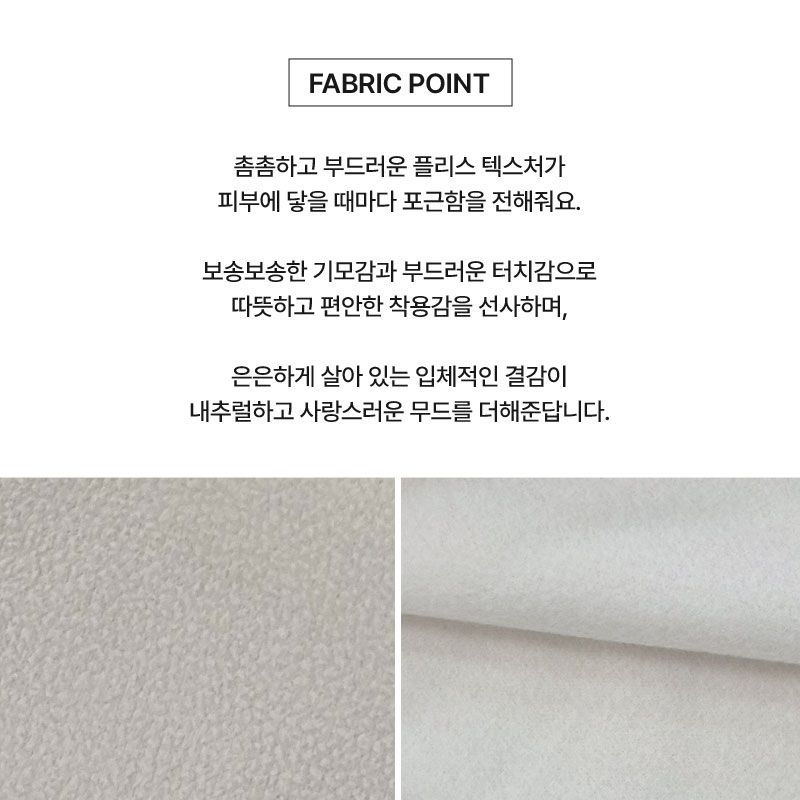 FABRIC POINT
촘촘하고 부드러운 플리스 텍스처가
피부에 닿을 때마다 포근함을 전해줘요.
보송보송한 기모감과 부드러운 터치감으로
따뜻하고 편안한 착용감을 선사하며,
은은하게 살아 있는 입체적인 결감이
내추럴하고 사랑스러운 무드를 더해준답니다.